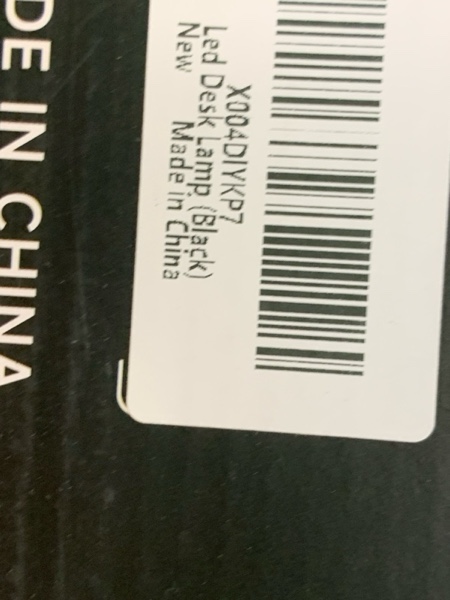 X004DIYKP7
Led Desk Lamp (Black)
New
Made in China
DE IN CHINA